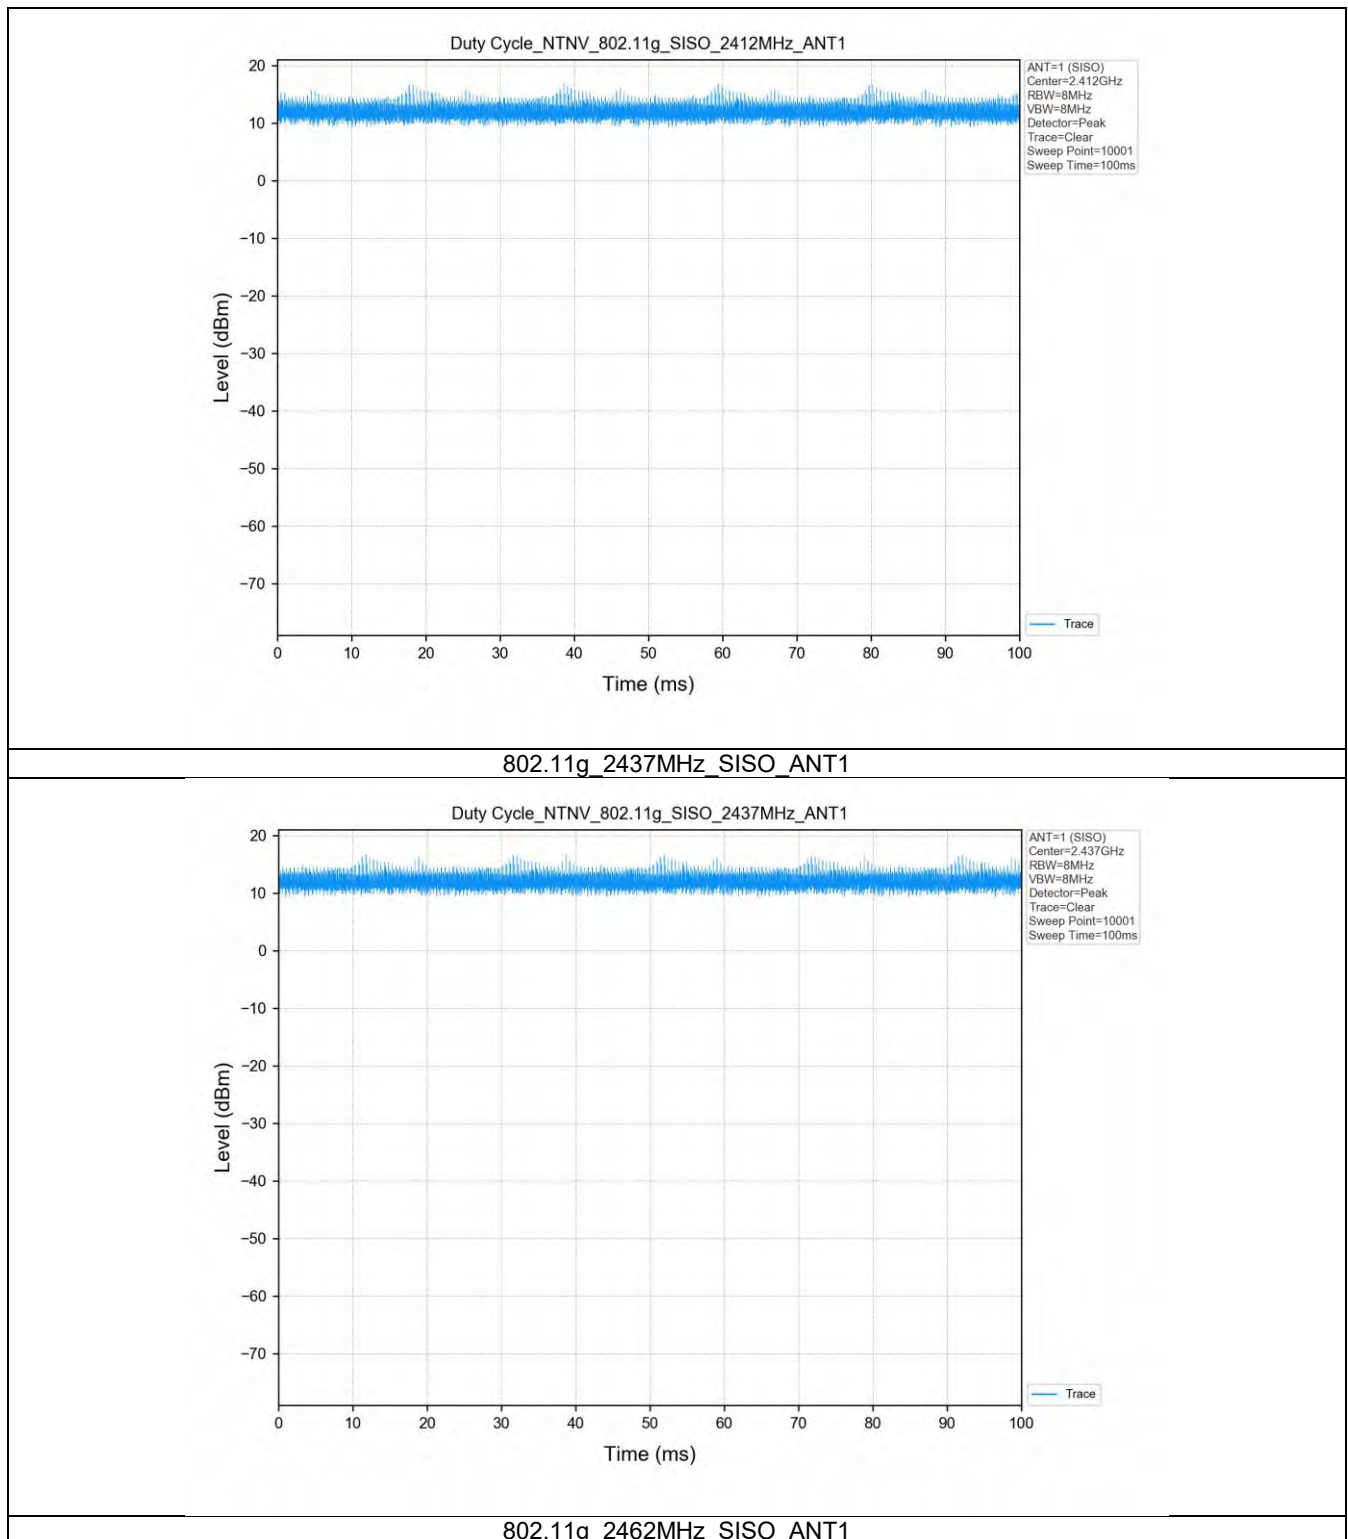 Duty Cycle_NTNV_802.11g_SISO_2412MHz_ANT1
20
10
0
−10
−20
−30
−40
−50
−60
−70
Level (dBm)
0 10 20 30 40 50 60 70 80 90 100
Time (ms)
ANT=1 (SISO)
Center=2.412GHz
RBW=8MHz
VBW=8MHz
Detector=Peak
Trace=Clear
Sweep Point=10001
Sweep Time=100ms
Trace
802.11g_2437MHz_SISO_ANT1
Duty Cycle_NTNV_802.11g_SISO_2437MHz_ANT1
20
10
0
−10
−20
−30
−40
−50
−60
−70
Level (dBm)
0 10 20 30 40 50 60 70 80 90 100
Time (ms)
ANT=1 (SISO)
Center=2.437GHz
RBW=8MHz
VBW=8MHz
Detector=Peak
Trace=Clear
Sweep Point=10001
Sweep Time=100ms
Trace
802.11g_2462MHz_SISO_ANT1